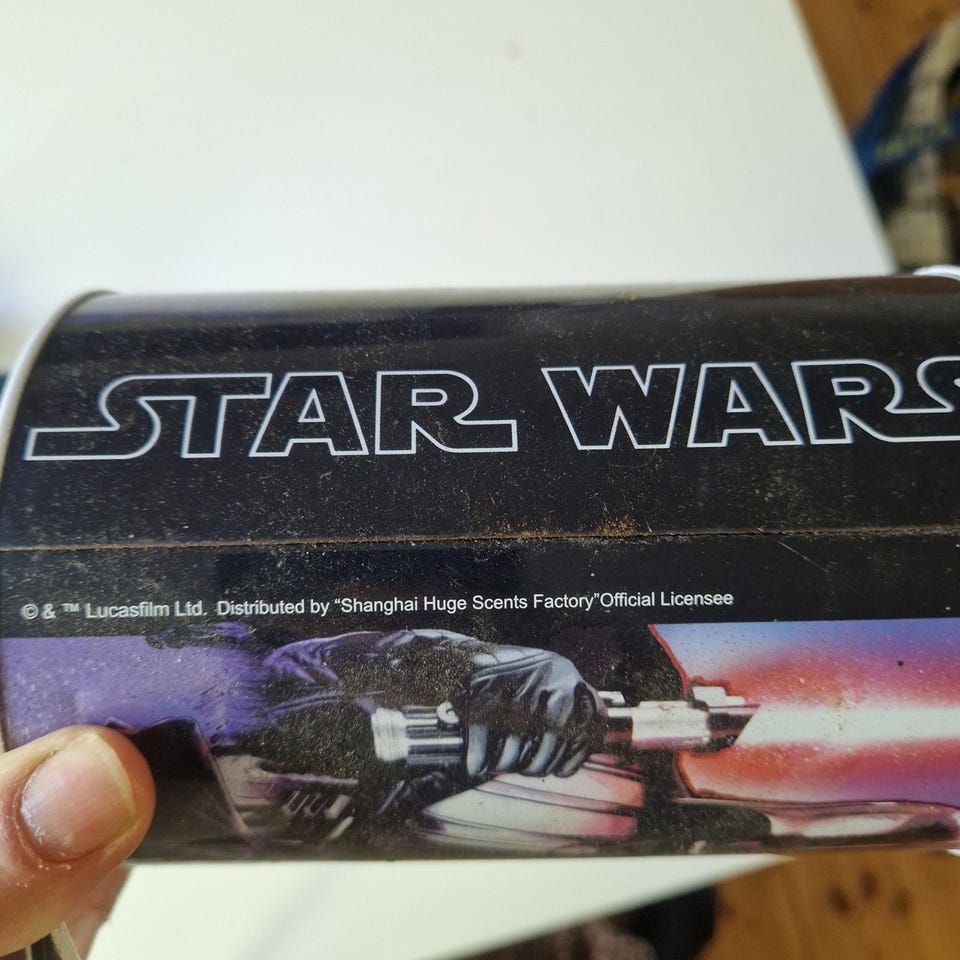 STAR WARS
© & ™ Lucasfilm Ltd. Distributed by “Shanghai Huge Scents Factory”Official Licensee